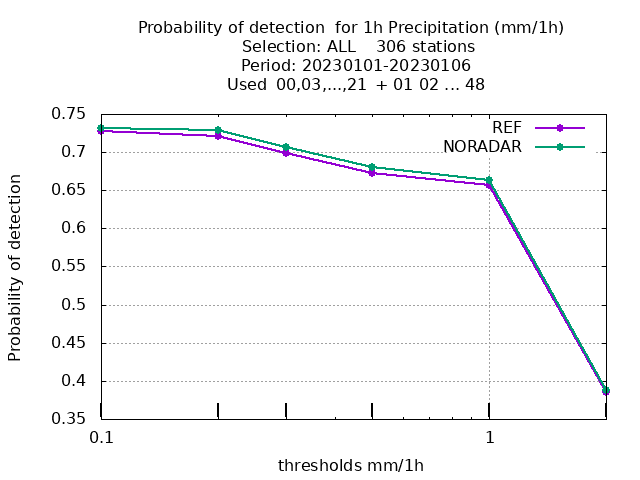 Probability of detection  for 1h Precipitation (mm/1h)
Selection: ALL    306 stations
Period: 20230101-20230106
Used  00,03,...,21  + 01 02 ... 48
REF
NORADAR
0.75
0.7
0.65
0.6
0.55
0.5
0.45
0.4
0.35
Probability of detection
0.1
1
thresholds mm/1h